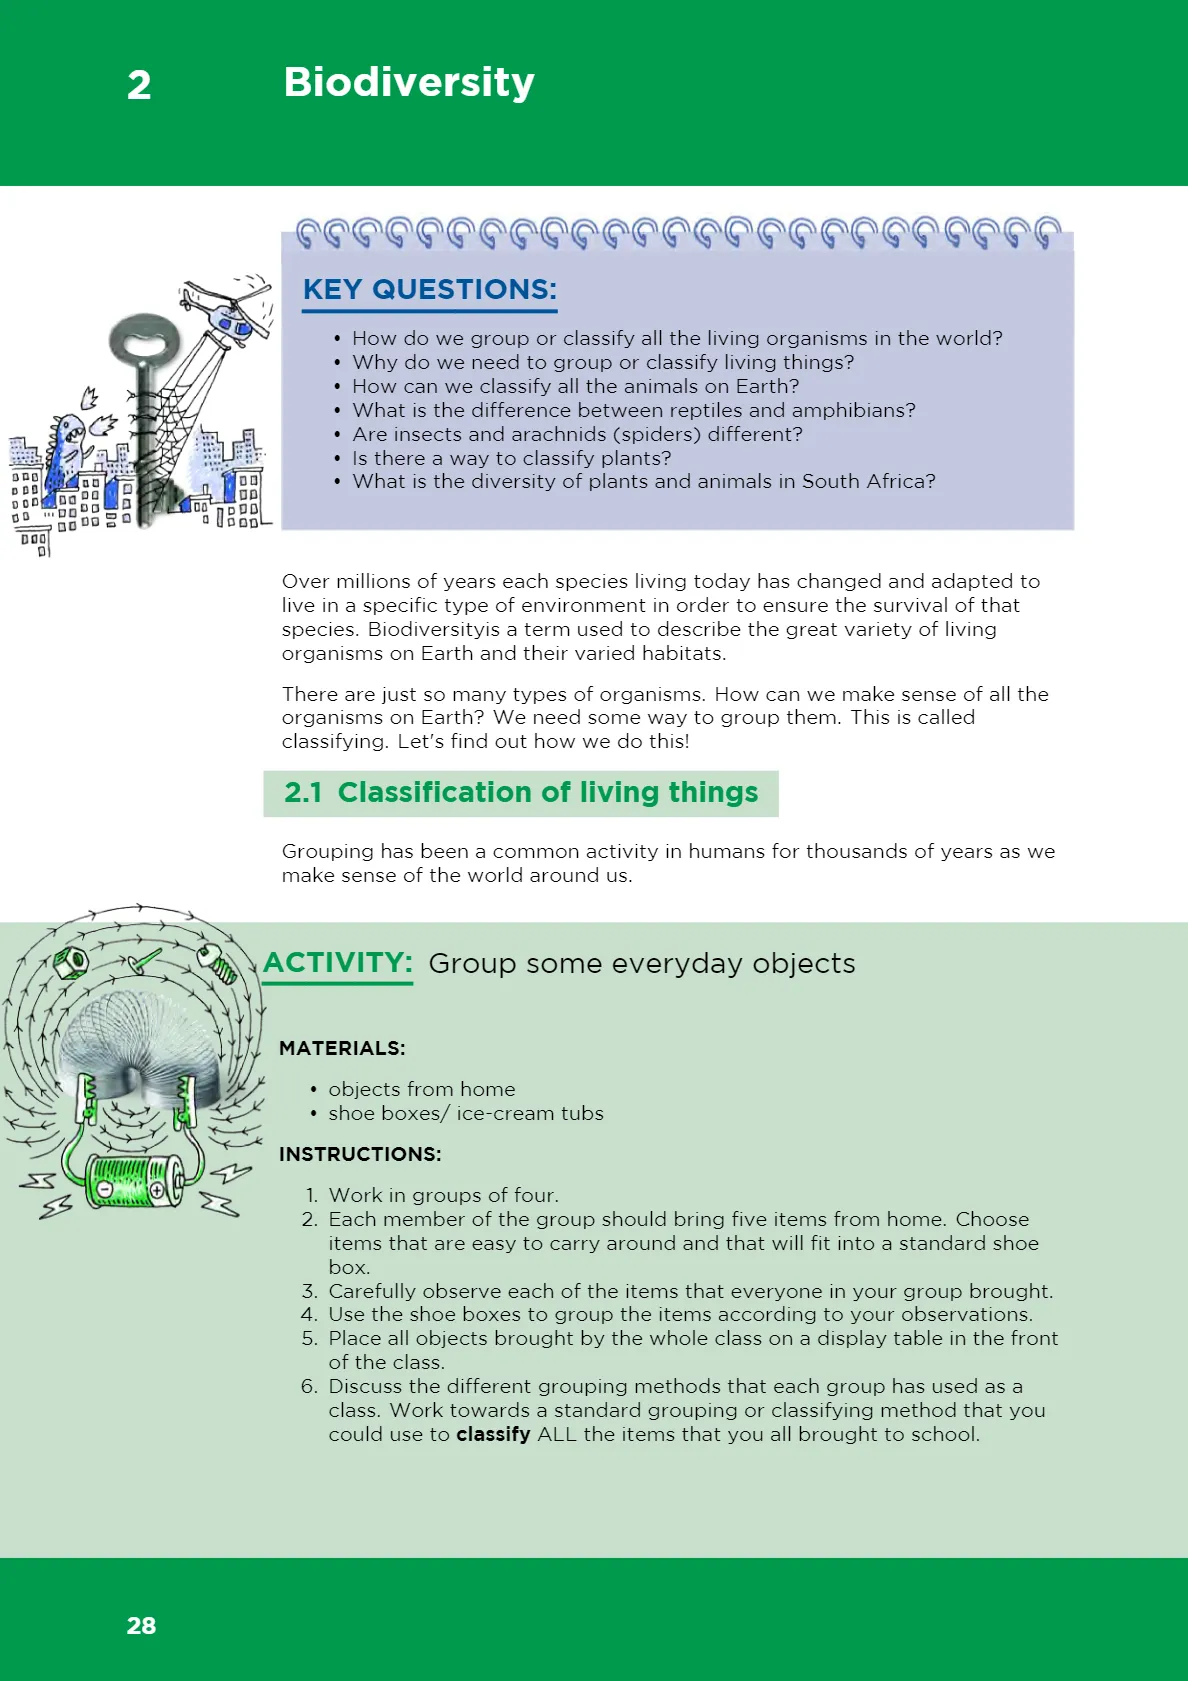 2 Biodiversity
KEY QUESTIONS:
• How do we group or classify all the living organisms in the world?
• Why do we need to group or classify living things?
• How can we classify all the animals on Earth?
• What is the difference between reptiles and amphibians?
• Are insects and arachnids (spiders) different?
• Is there a way to classify plants?
• What is the diversity of plants and animals in South Africa?
Over millions of years each species living today has changed and adapted to
live in a specific type of environment in order to ensure the survival of that
species. Biodiversityis a term used to describe the great variety of living
organisms on Earth and their varied habitats.
There are just so many types of organisms. How can we make sense of all the
organisms on Earth? We need some way to group them. This is called
classifying. Let's find out how we do this!
2.1 Classification of living things
Grouping has been a common activity in humans for thousands of years as we
make sense of the world around us.
ACTIVITY: Group some everyday objects
MATERIALS:
• objects from home
• shoe boxes/ ice-cream tubs
INSTRUCTIONS:
1. Work in groups of four.
2. Each member of the group should bring five items from home. Choose
items that are easy to carry around and that will fit into a standard shoe
box.
3. Carefully observe each of the items that everyone in your group brought.
4. Use the shoe boxes to group the items according to your observations.
5. Place all objects brought by the whole class on a display table in the front
of the class.
6. Discuss the different grouping methods that each group has used as a
class. Work towards a standard grouping or classifying method that you
could use to classify ALL the items that you all brought to school.
28